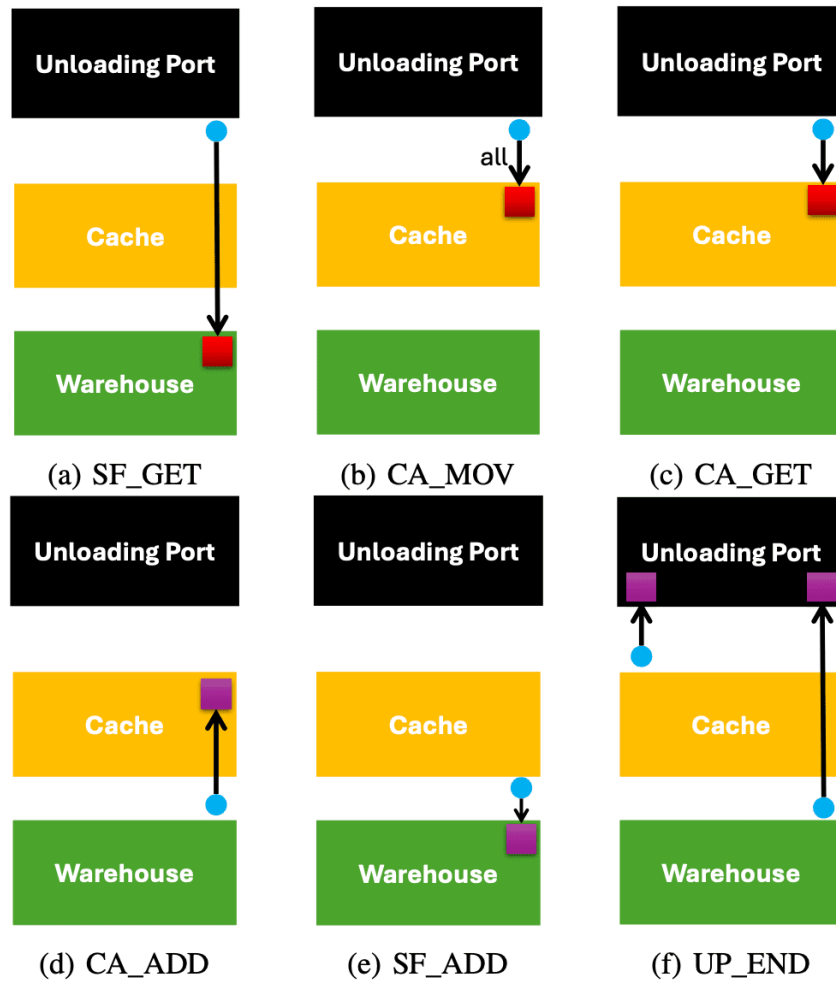 Unloading Port
Unloading Port
Unloading Port
all
Cache
Cache
Cache
Warehouse
Warehouse
Warehouse
(a) SF_GET
(b) CA_MOV
(c) CA_GET
Unloading Port
Unloading Port
Unloading Port
Cache
Cache
Cache
Warehouse
Warehouse
Warehouse
(d) CA_ADD
(e) SF_ADD
(f) UP_END